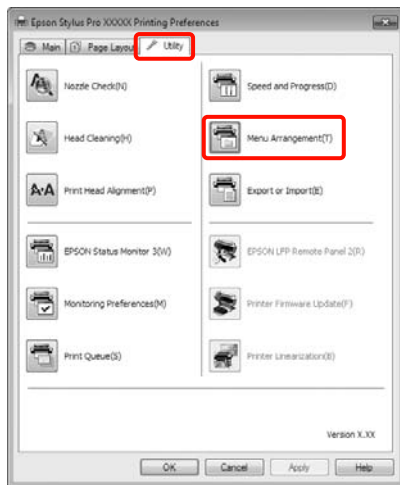 Epson Stylus Pro XXXXX Printing Preferences
Main Page Layout Utility
Nozzle Check(N)
Speed and Progress(D)
Head Cleaning(H)
Menu Arrangement(T)
Print Head Alignment(P)
Export or Import(E)
EPSON Status Monitor 3(W)
EPSON LFP Remote Panel 2(R)
Monitoring Preferences(M)
Printer Firmware Update(F)
Print Queue(S)
Printer Linearization(B)
Version X.XX
OK Cancel Apply Help